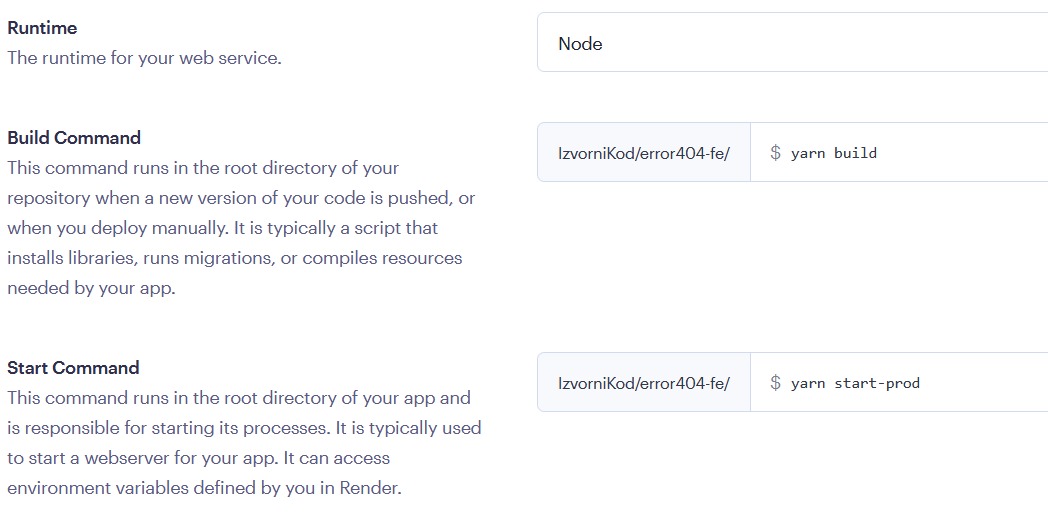 Runtime
The runtime for your web service.
Node
Build Command
This command runs in the root directory of your
repository when a new version of your code is pushed, or
when you deploy manually. It is typically a script that
installs libraries, runs migrations, or compiles resources
needed by your app.
IzvorniKod/error404-fe/ $ yarn build
Start Command
This command runs in the root directory of your app and
is responsible for starting its processes. It is typically used
to start a webserver for your app. It can access
environment variables defined by you in Render.
IzvorniKod/error404-fe/ $ yarn start-prod